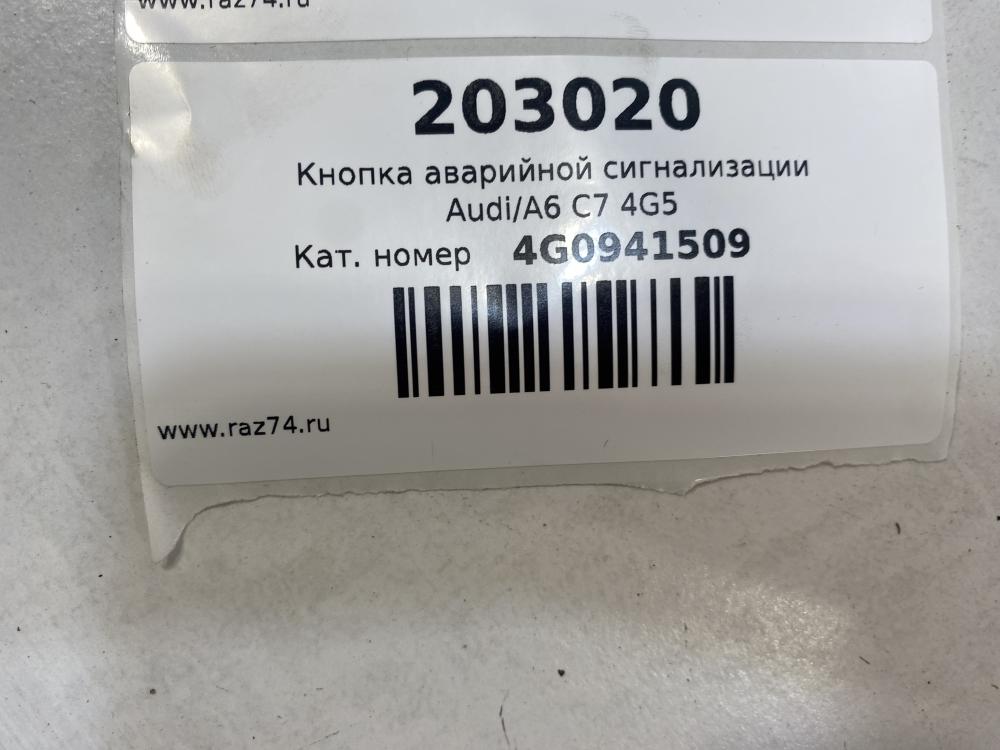 www.raz74.ru
203020
Кнопка аварийной сигнализации
Audi/A6 C7 4G5
Кат. номер 4G0941509
www.raz74.ru